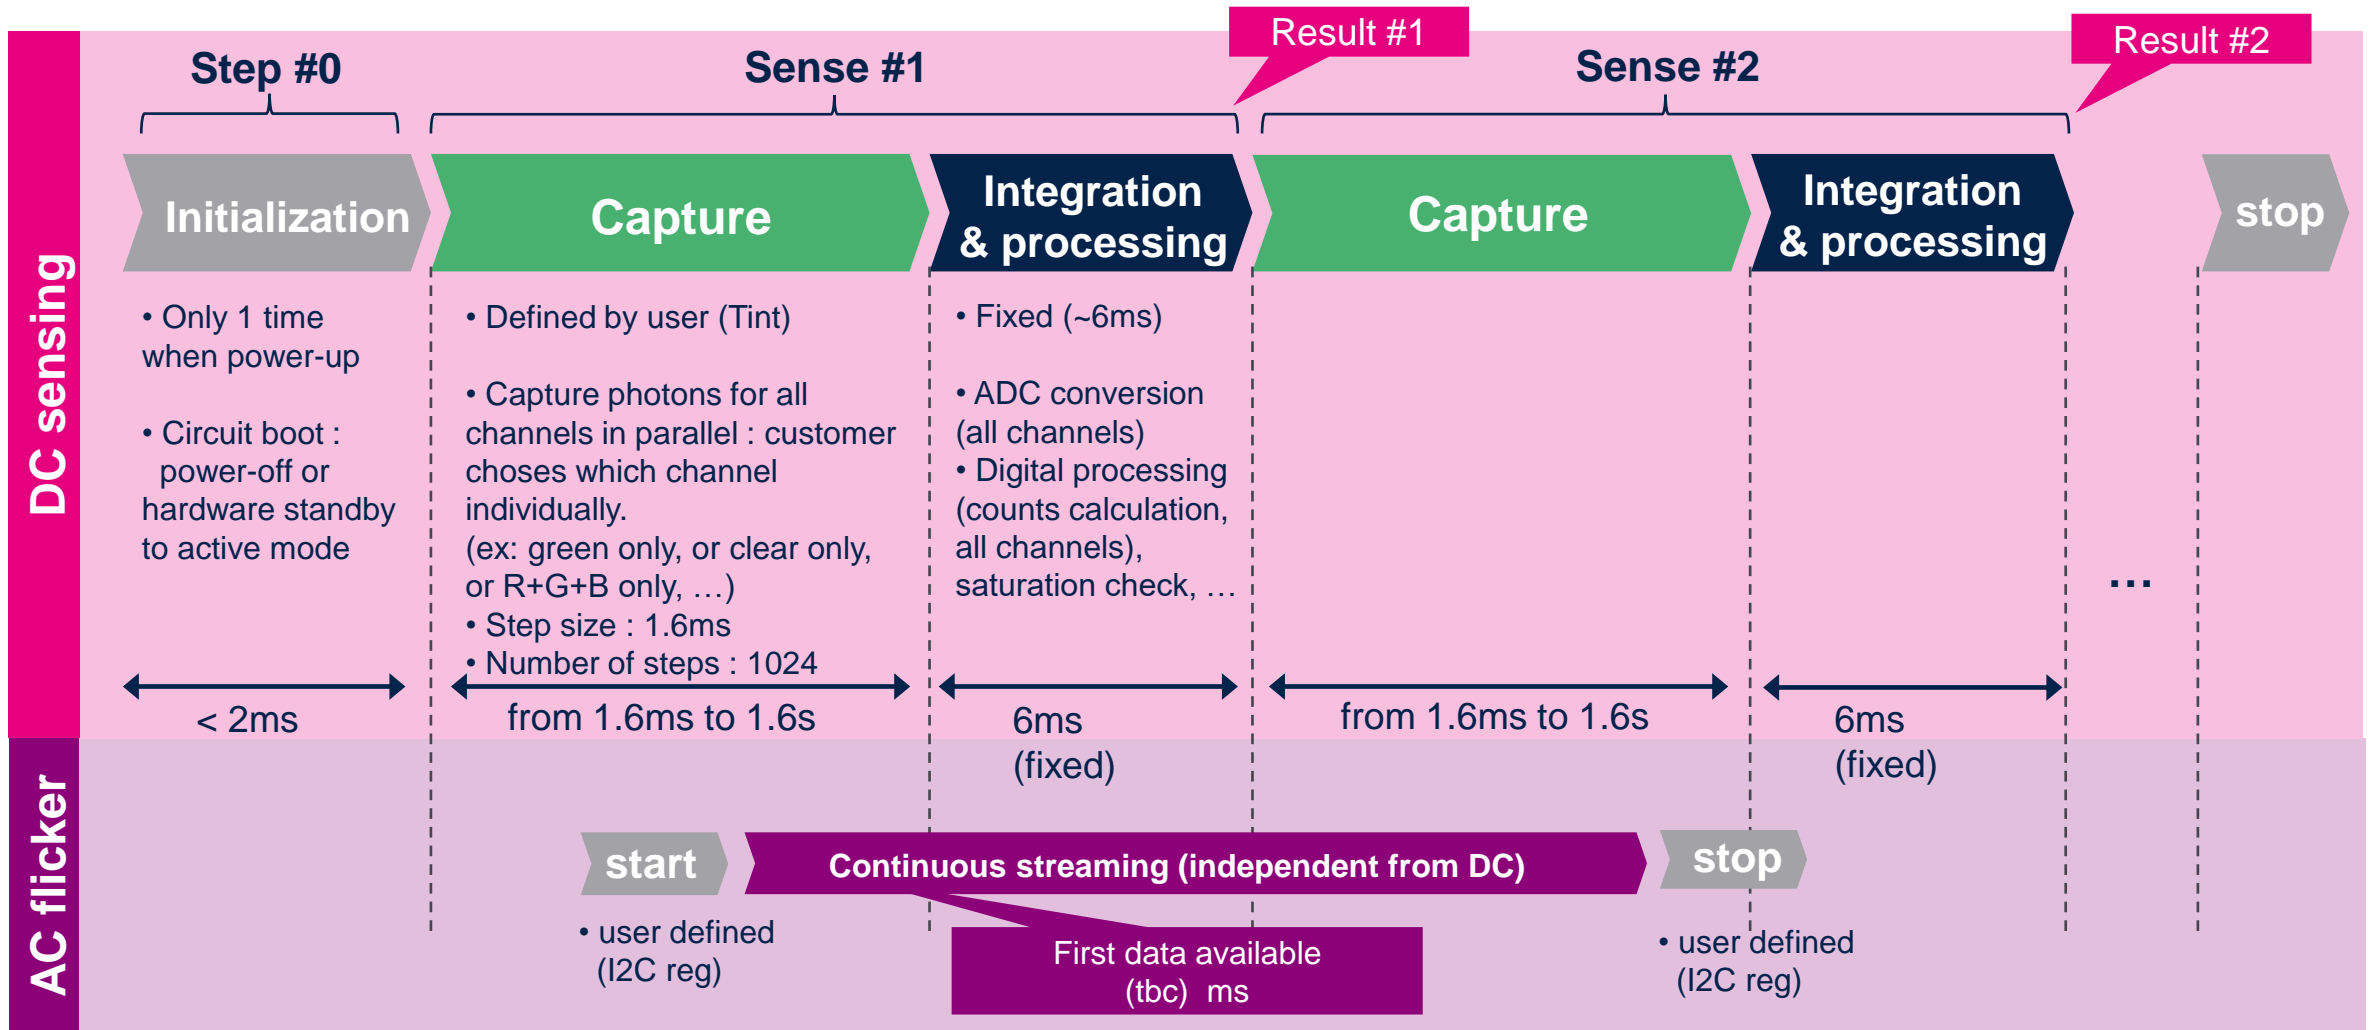 Result #1
Result #2
Step #0
Sense #1
Sense #2
DC sensing
Initialization
Capture
Integration
& processing
Capture
Integration
& processing
stop
• Only 1 time
when power-up
• Circuit boot :
power-off or
hardware standby
to active mode
• Defined by user (Tint)
• Capture photons for all
channels in parallel : customer
choses which channel
individually.
(ex: green only, or clear only,
or R+G+B only, …)
• Step size : 1.6ms
• Number of steps : 1024
• Fixed (~6ms)
• ADC conversion
(all channels)
• Digital processing
(counts calculation,
all channels),
saturation check, …
…
< 2ms
from 1.6ms to 1.6s
6ms
(fixed)
from 1.6ms to 1.6s
6ms
(fixed)
AC flicker
start
Continuous streaming (independent from DC)
stop
• user defined
(I2C reg)
First data available
(tbc) ms
• user defined
(I2C reg)